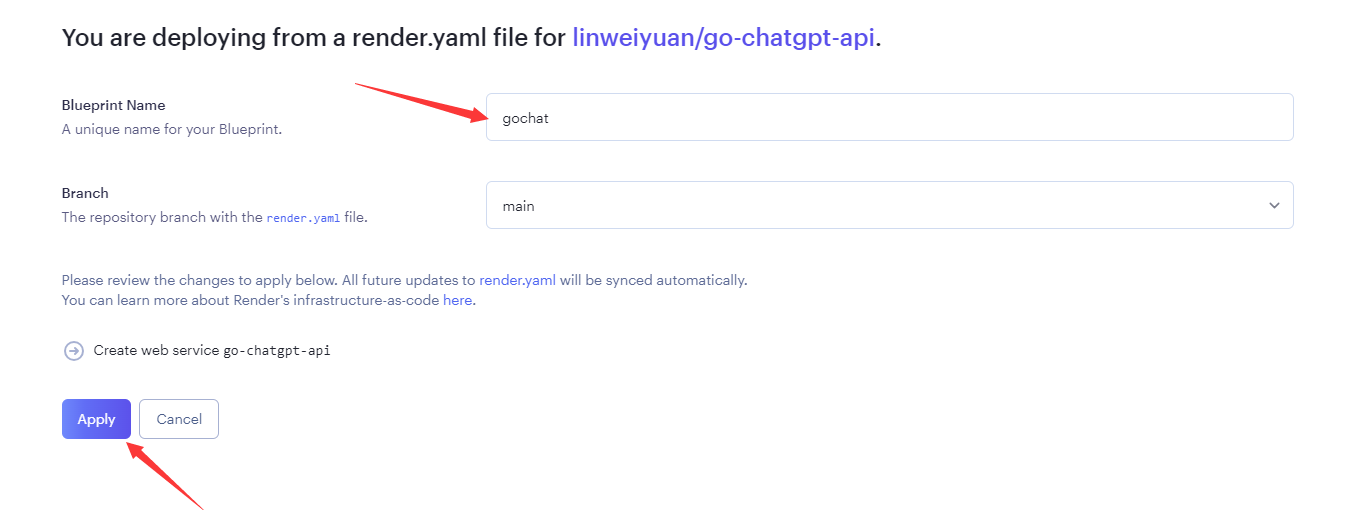 You are deploying from a render.yaml file for linweiyuan/go-chatgpt-api.
Blueprint Name
A unique name for your Blueprint.
gochat
Branch
The repository branch with the render.yaml file.
main
Please review the changes to apply below. All future updates to render.yaml will be synced automatically.
You can learn more about Render's infrastructure-as-code here.
Create web service go-chatgpt-api
Apply
Cancel